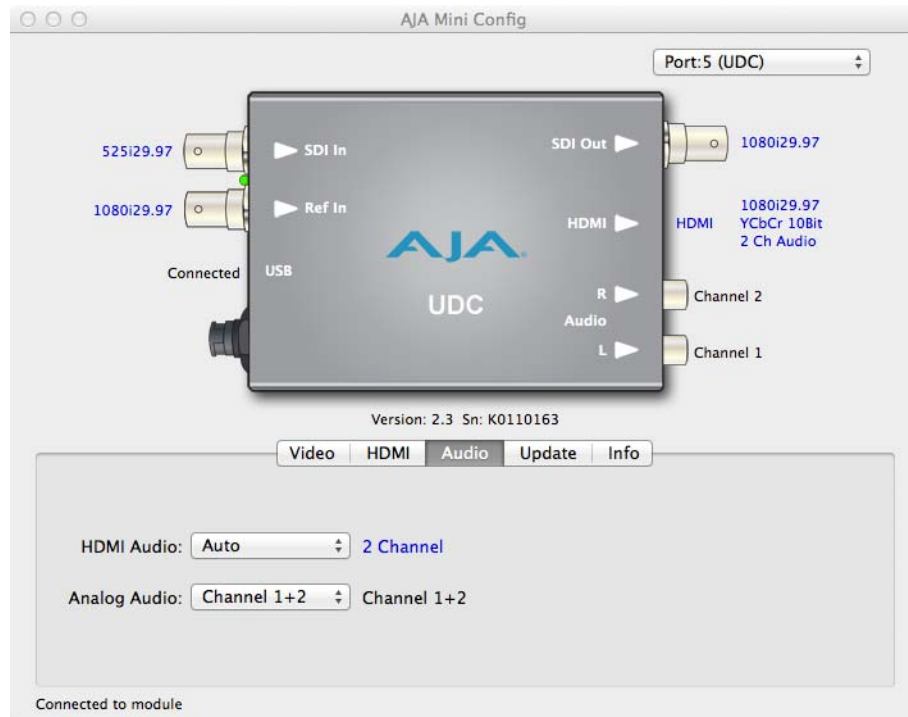 AJA Mini Config
Port:5 (UDC)
525i29.97
SDI In
SDI Out
1080i29.97
1080i29.97
Ref In
HDMI
HDMI
1080i29.97
YCbCr 10Bit
2 Ch Audio
AJA
Connected
USB
UDC
R
Channel 2
Audio
L
Channel 1
Version: 2.3 Sn: K0110163
Video HDMI Audio Update Info
HDMI Audio: Auto 2 Channel
Analog Audio: Channel 1+2 Channel 1+2
Connected to module